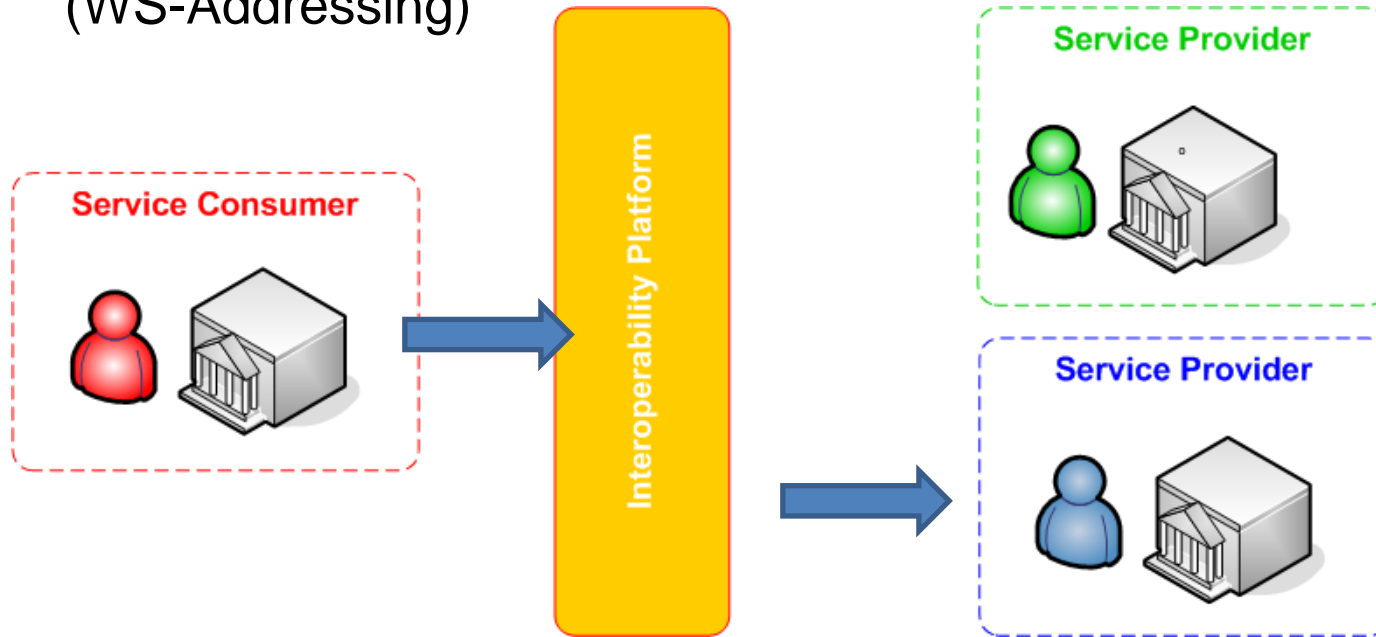 (WS-Addressing)
Service Consumer
Interoperability Platform
Service Provider
Service Provider